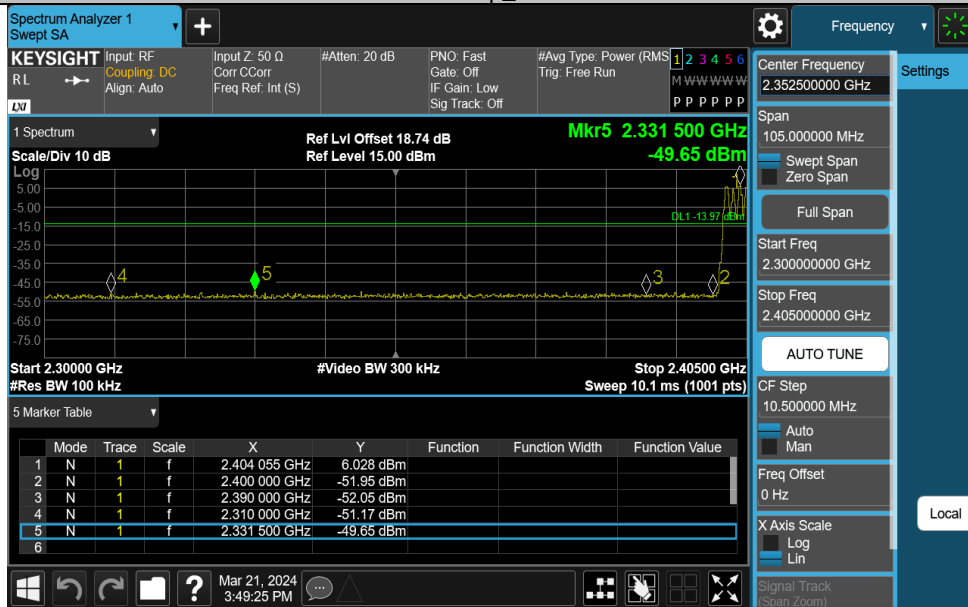 Spectrum Analyzer 1
Swept SA
Frequency
KEYSIGHT
RL
LXI
Input: RF
Coupling: DC
Align: Auto
Input Z: 50 Ω
Corr CCorr
Freq Ref: Int (S)
#Atten: 20 dB
PNO: Fast
Gate: Off
IF Gain: Low
Sig Track: Off
#Avg Type: Power (RMS
Trig: Free Run
1 2 3 4 5 6
M W W W W W
P P P P P P
Center Frequency
2.352500000 GHz
Settings
1 Spectrum
Ref Lvl Offset 18.74 dB
Mkr5 2.331 500 GHz
Scale/Div 10 dB
Ref Level 15.00 dBm
-49.65 dBm
Log
5.00
-5.00
-15.0
-25.0
-35.0
-45.0
-55.0
-65.0
-75.0
DL1 -13.97 dBm
4
5
3
2
Start 2.30000 GHz
#Video BW 300 kHz
Stop 2.40500 GHz
#Res BW 100 kHz
Sweep 10.1 ms (1001 pts)
Span
105.000000 MHz
Swept Span
Zero Span
Full Span
Start Freq
2.300000000 GHz
Stop Freq
2.405000000 GHz
AUTO TUNE
CF Step
10.500000 MHz
Auto
Man
Freq Offset
0 Hz
X Axis Scale
Log
Lin
Signal Track
(Span Zoom)
Local
5 Marker Table
Mode Trace Scale X Y Function Function Width Function Value
1 N 1 f 2.404 055 GHz 6.028 dBm
2 N 1 f 2.400 000 GHz -51.95 dBm
3 N 1 f 2.390 000 GHz -52.05 dBm
4 N 1 f 2.310 000 GHz -51.17 dBm
5 N 1 f 2.331 500 GHz -49.65 dBm
6
?
Mar 21, 2024
3:49:25 PM